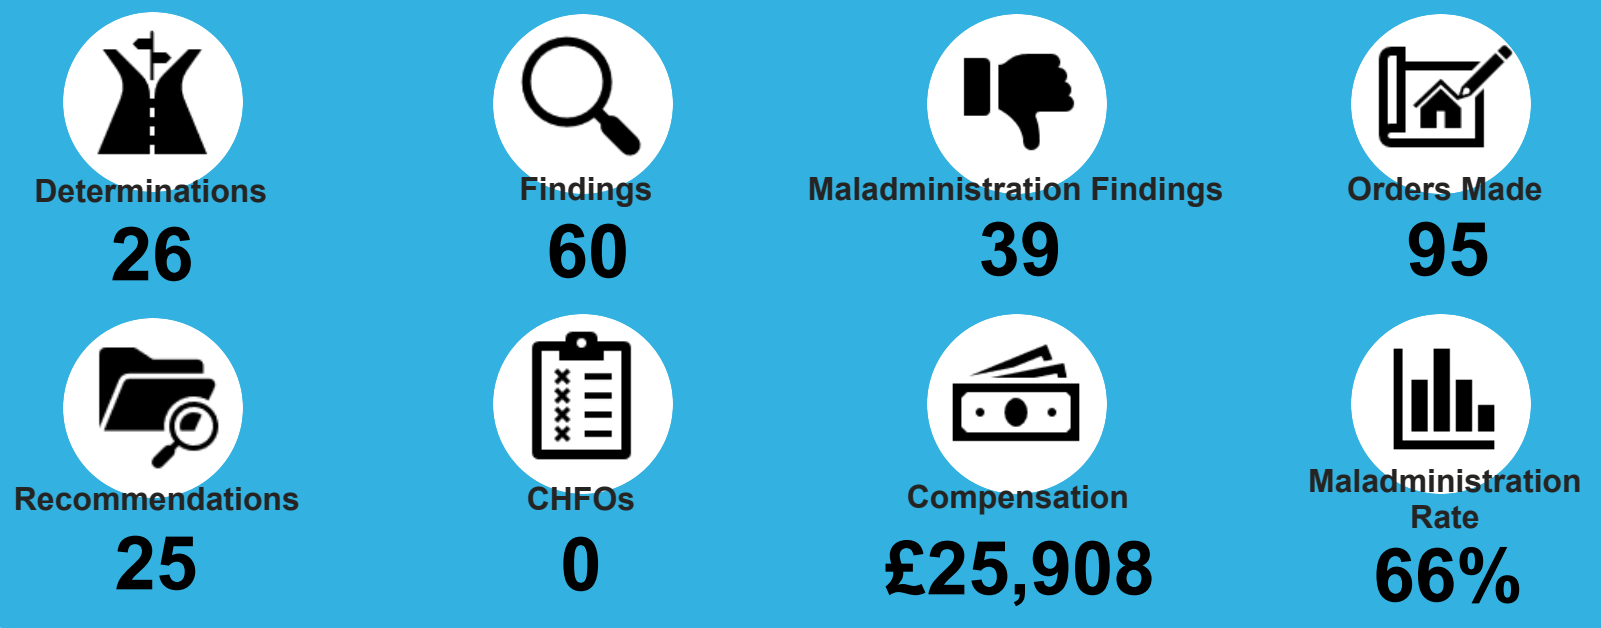 Determinations
26
Findings
60
Maladministration Findings
39
Orders Made
95
Recommendations
25
CHFOs
0
Compensation
£25,908
Maladministration
Rate
66%